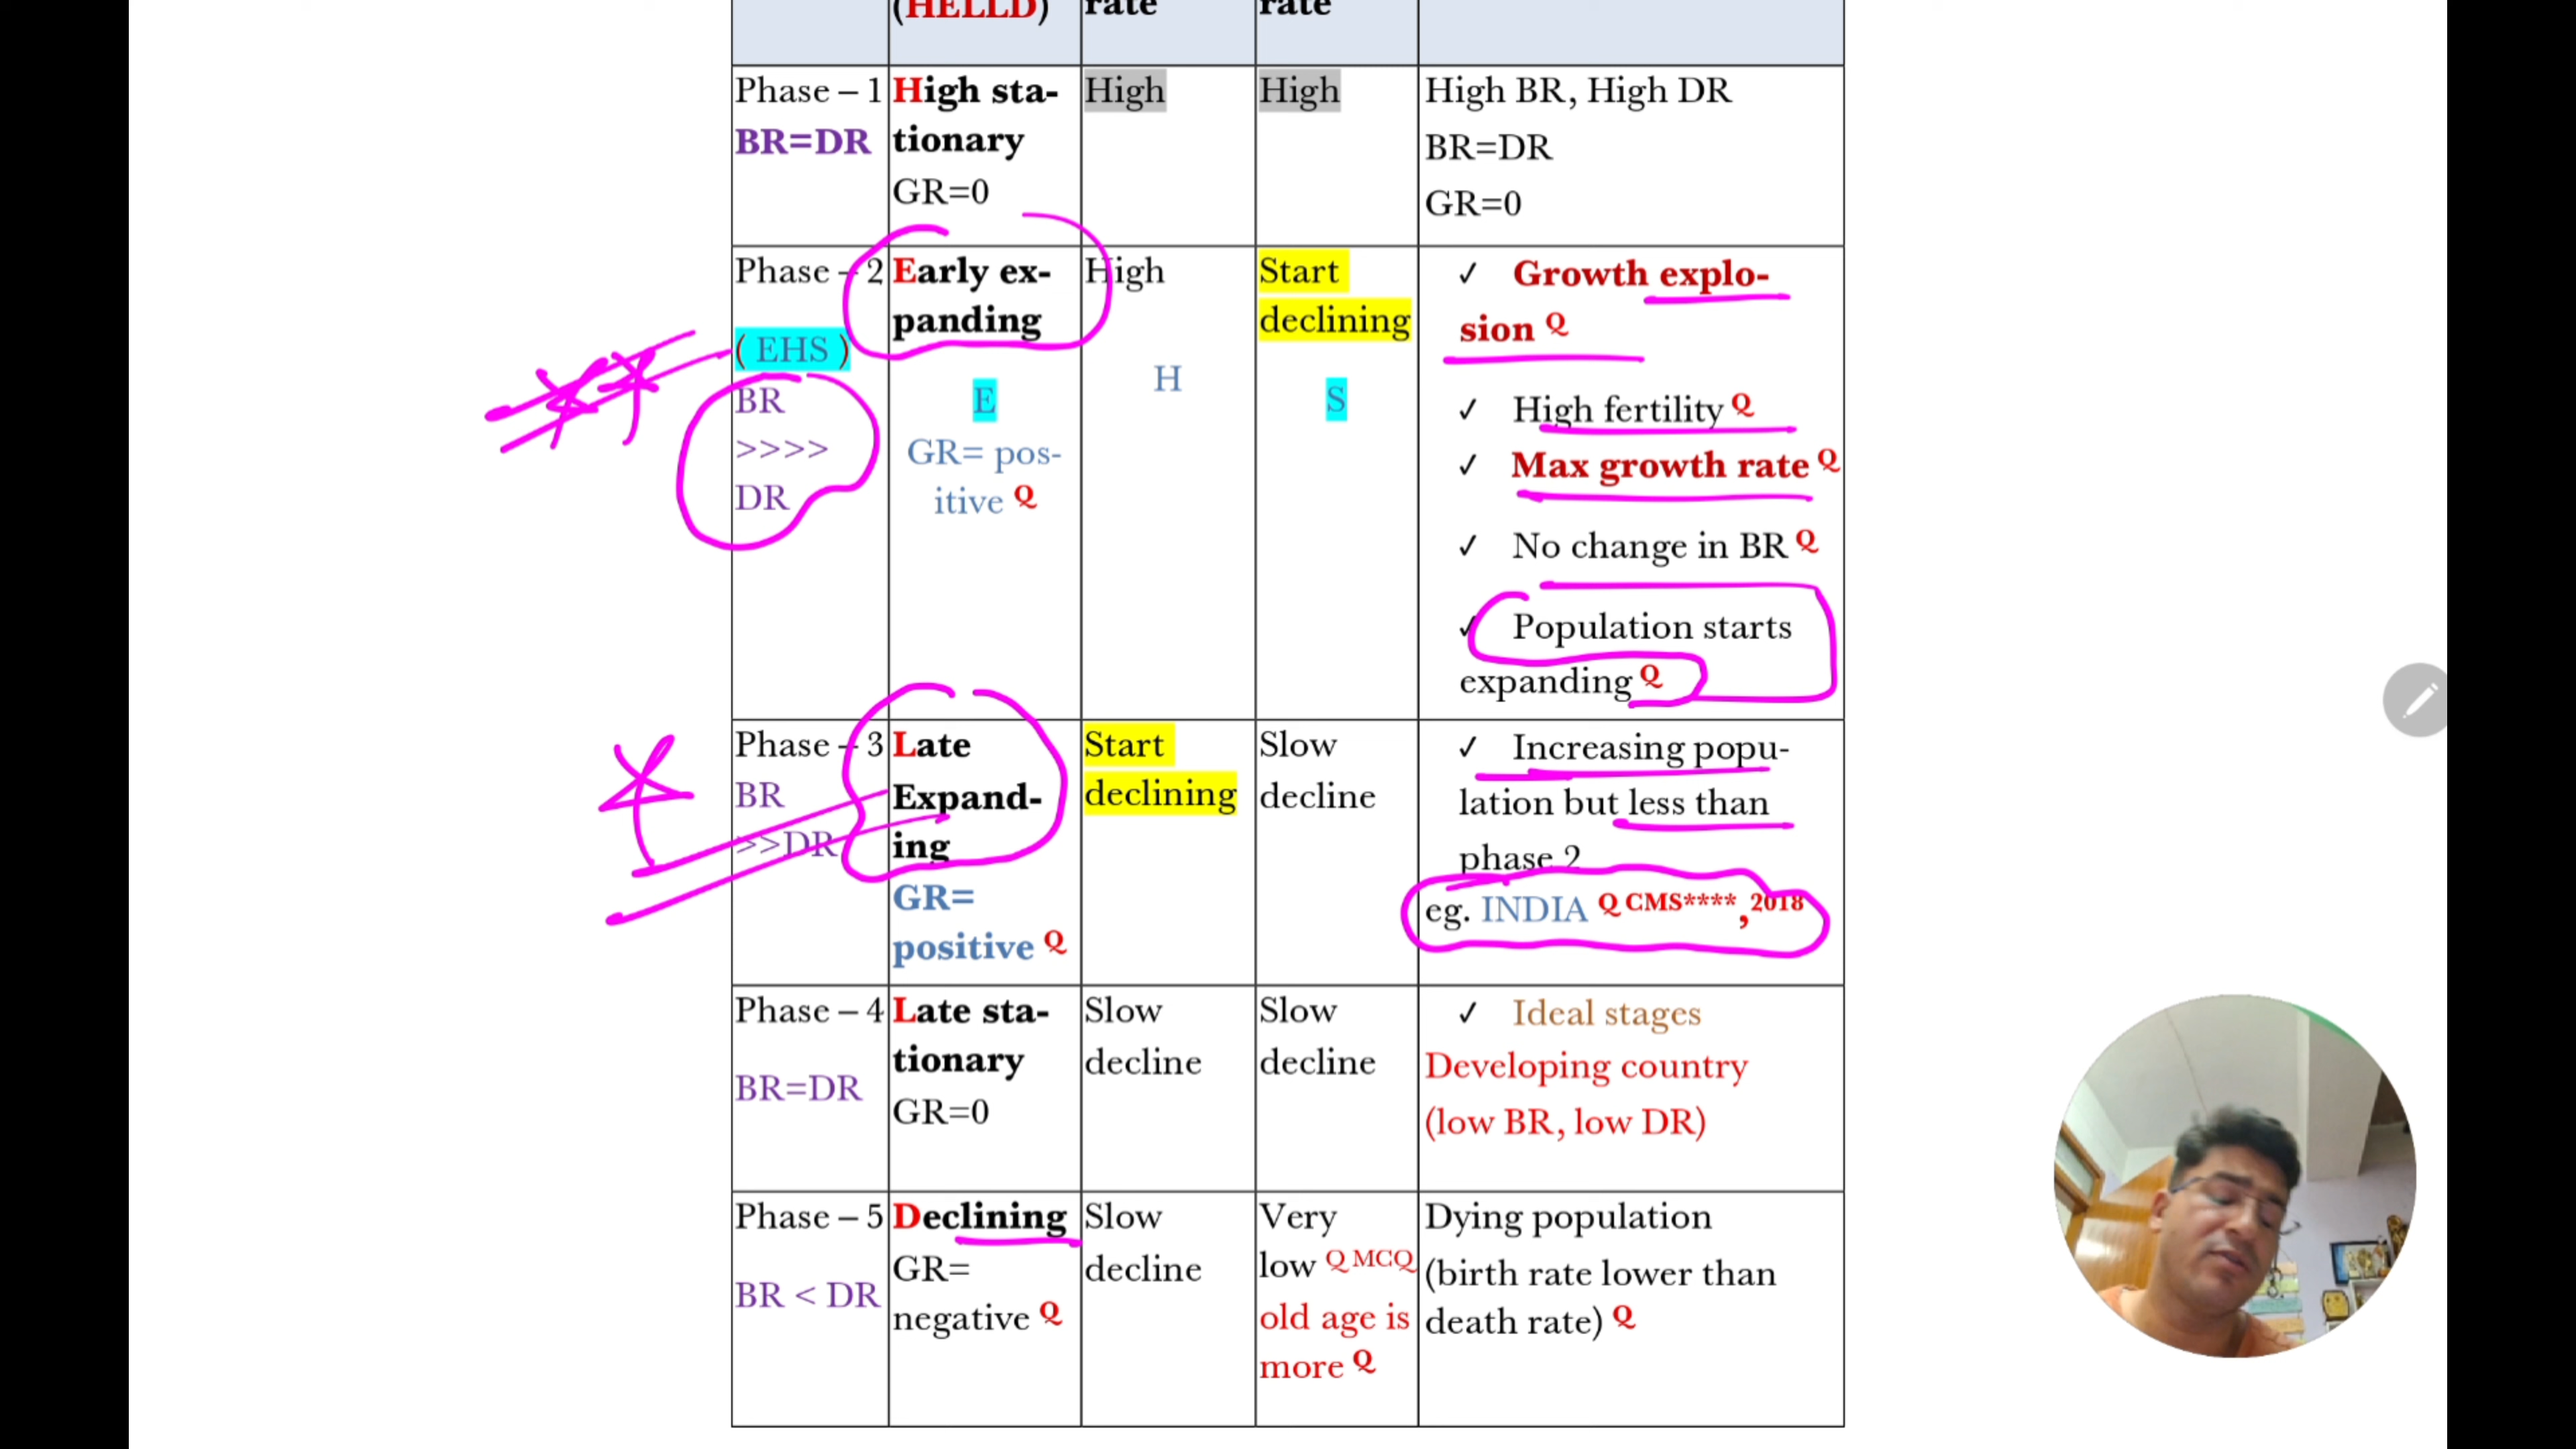 (HELLD)
rate
rate
Phase – 1
BR=DR
High sta-
tionary
GR=0
High
High
High BR, High DR
BR=DR
GR=0
Phase – 2
( EHS )
BR
>>>>
DR
Early ex-
panding
E
GR= pos-
itive Q
High
H
Start
declining
S
✓ Growth explo-
sion Q
✓ High fertility Q
✓ Max growth rate Q
✓ No change in BR Q
✓ Population starts
expanding Q
Phase – 3
BR
>>DR
Late
Expand-
ing
GR=
positive Q
Start
declining
Slow
decline
✓ Increasing popu-
lation but less than
phase 2
eg. INDIA Q CMS****,2018
Phase – 4
BR=DR
Late sta-
tionary
GR=0
Slow
decline
Slow
decline
✓ Ideal stages
Developing country
(low BR, low DR)
Phase – 5
BR < DR
Declining
GR=
negative Q
Slow
decline
Very
low Q MCQ
old age is
more Q
Dying population
(birth rate lower than
death rate) Q